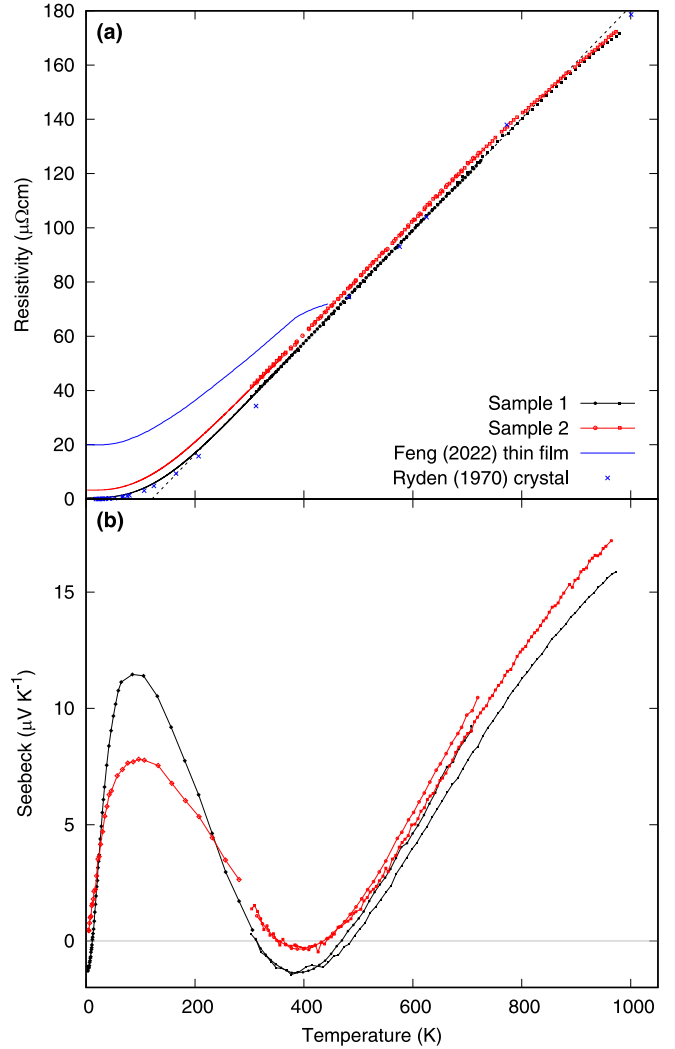 (a)
180
160
140
120
100
80
60
40
20
0
Resistivity (μΩcm)
Sample 1
Sample 2
Feng (2022) thin film
Ryden (1970) crystal
(b)
15
10
5
0
Seebeck (μV K⁻¹)
0 200 400 600 800 1000
Temperature (K)